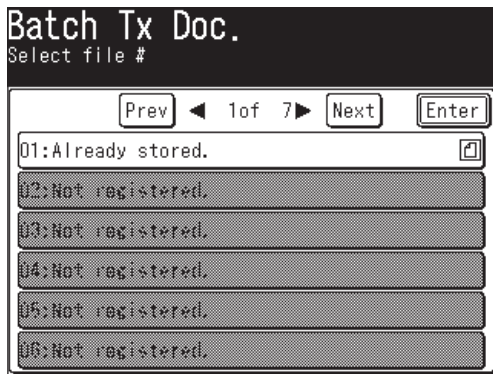 Batch Tx Doc.
Select file #
Prev ◀ 1of 7▶ Next Enter
01:Already stored.
02:Not registered.
03:Not registered.
04:Not registered.
05:Not registered.
06:Not registered.